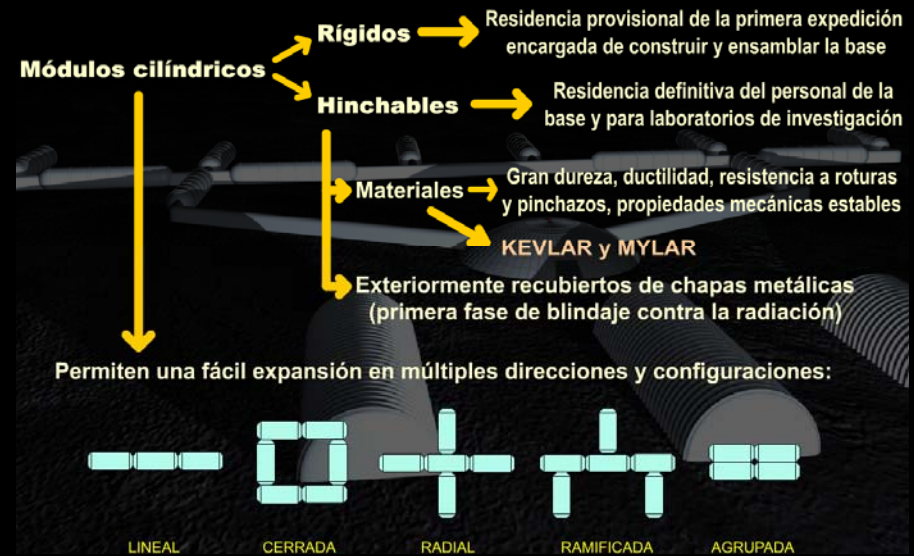 Módulos cilíndricos
Rígidos
Residencia provisional de la primera expedición
encargada de construir y ensamblar la base
Hinchables
Residencia definitiva del personal de la
base y para laboratorios de investigación
Materiales
Gran dureza, ductilidad, resistencia a roturas
y pinchazos, propiedades mecánicas estables
KEVLAR y MYLAR
Exteriormente recubiertos de chapas metálicas
(primera fase de blindaje contra la radiación)
Permiten una fácil expansión en múltiples direcciones y configuraciones:
LINEAL
CERRADA
RADIAL
RAMIFICADA
AGRUPADA